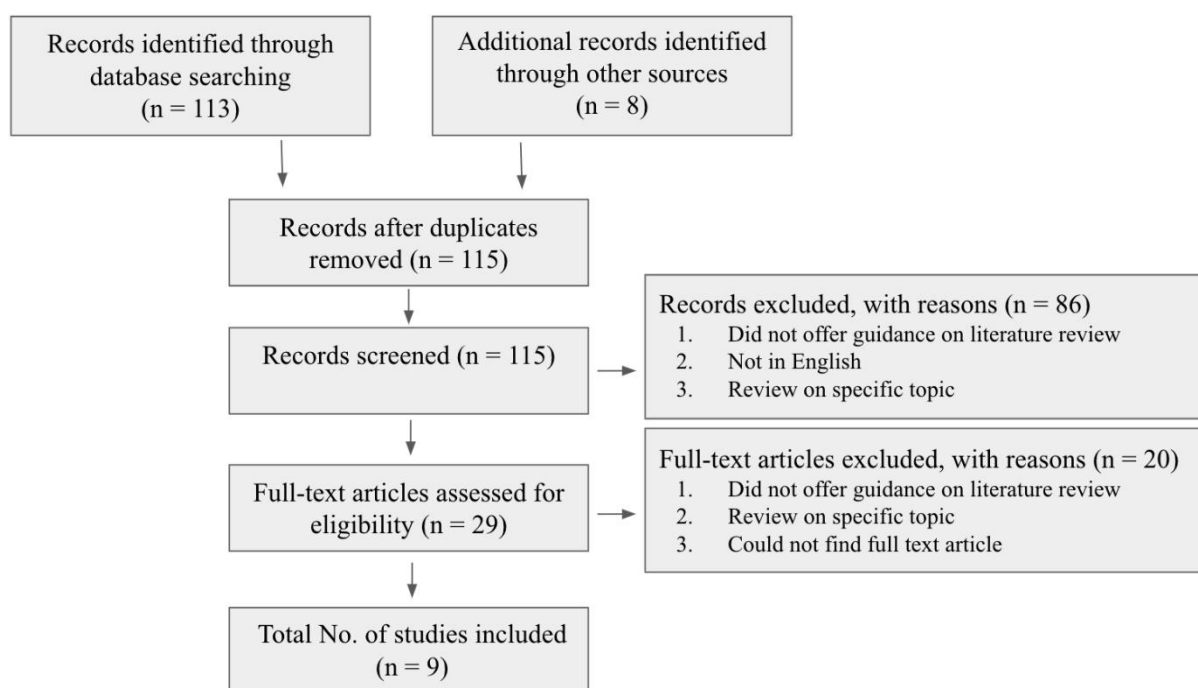 Records identified through
database searching
(n = 113)
Additional records identified
through other sources
(n = 8)
Records after duplicates
removed (n = 115)
Records screened (n = 115)
Records excluded, with reasons (n = 86)
1. Did not offer guidance on literature review
2. Not in English
3. Review on specific topic
Full-text articles assessed for
eligibility (n = 29)
Full-text articles excluded, with reasons (n = 20)
1. Did not offer guidance on literature review
2. Review on specific topic
3. Could not find full text article
Total No. of studies included
(n = 9)